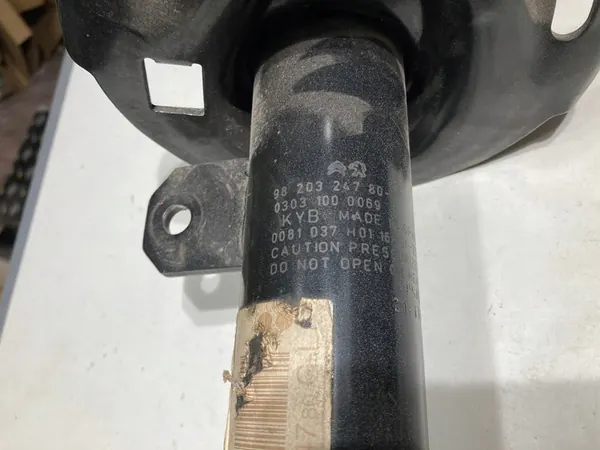 98 203 247 80-
0303 100 0069
KYB MADE
0081 037 H01 16
CAUTION PRES
DO NOT OPEN